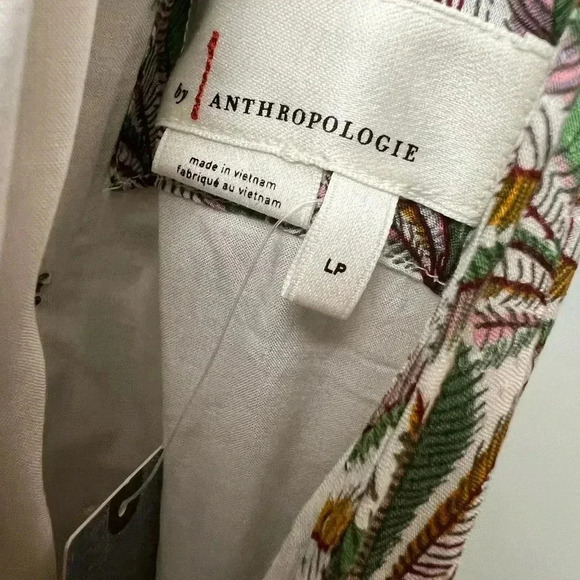 by ANTHROPOLOGIE
made in vietnam
fabriqué au vietnam
LP